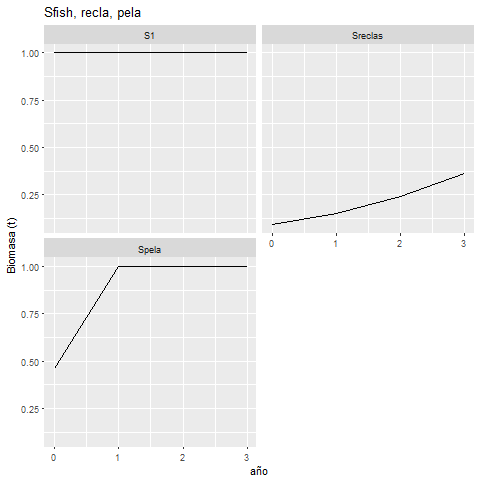 Sfish, recla, pela
S1
Sreclas
1.00
0.75
0.50
0.25
0 1 2 3
Spela
1.00
0.75
0.50
0.25
0 1 2 3
Biomasa (t)
año